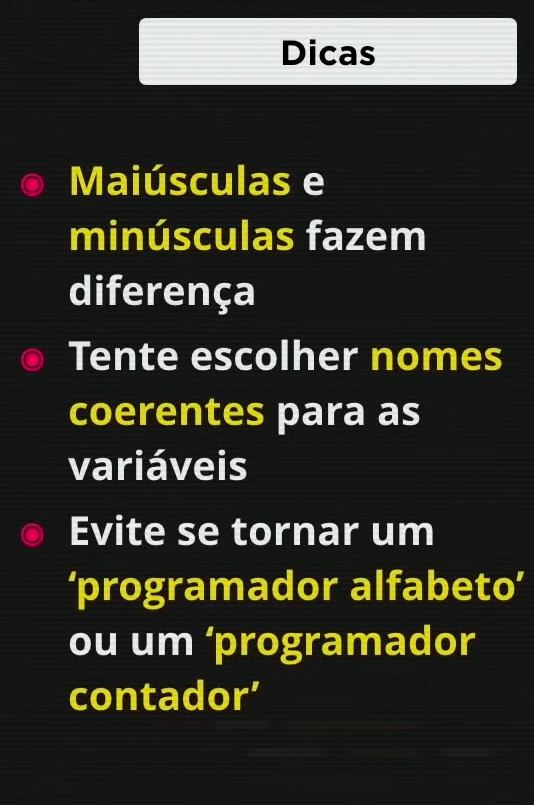 Dicas
Maiúsculas e
minúsculas fazem
diferença
Tente escolher nomes
coerentes para as
variáveis
Evite se tornar um
‘programador alfabeto’
ou um ‘programador
contador’